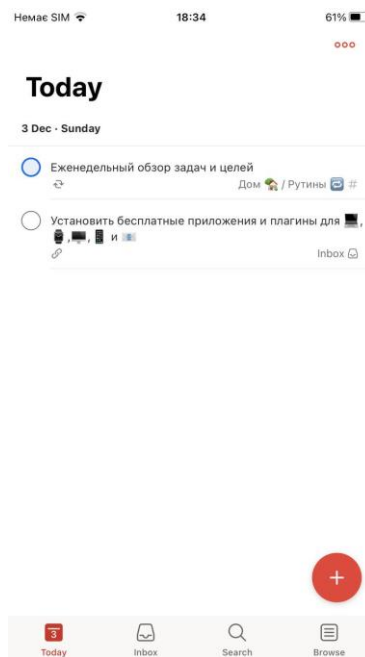 Немає SIM 18:34 61%
Today
3 Dec · Sunday
Еженедельный обзор задач и целей
Дом 🏡 / Рутины 🔁 #
Установить бесплатные приложения и плагины для 💻,
⌚,🖥️,📱 и 📧
Inbox
3
Today Inbox Search Browse